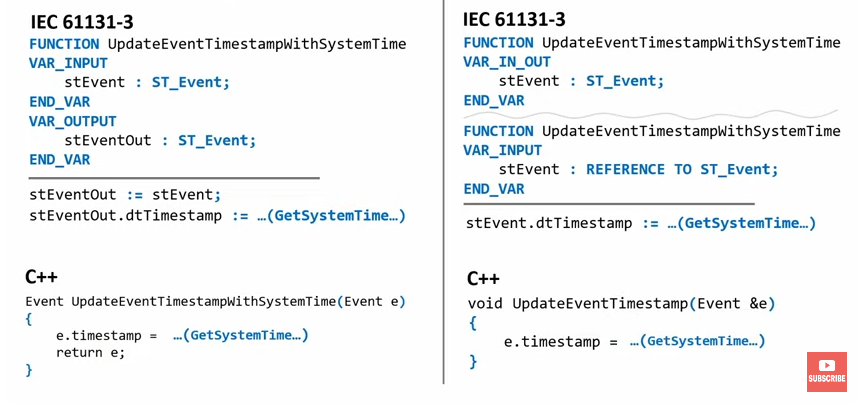 IEC 61131-3
FUNCTION UpdateEventTimestampWithSystemTime
VAR_INPUT
stEvent : ST_Event;
END_VAR
VAR_OUTPUT
stEventOut : ST_Event;
END_VAR
stEventOut := stEvent;
stEventOut.dtTimestamp := …(GetSystemTime…)
C++
Event UpdateEventTimestampWithSystemTime(Event e)
{
e.timestamp = …(GetSystemTime…)
return e;
}
IEC 61131-3
FUNCTION UpdateEventTimestampWithSystemTime
VAR_IN_OUT
stEvent : ST_Event;
END_VAR
FUNCTION UpdateEventTimestampWithSystemTime
VAR_INPUT
stEvent : REFERENCE TO ST_Event;
END_VAR
stEvent.dtTimestamp := …(GetSystemTime…)
C++
void UpdateEventTimestamp(Event &e)
{
e.timestamp = …(GetSystemTime…)
}
SUBSCRIBE